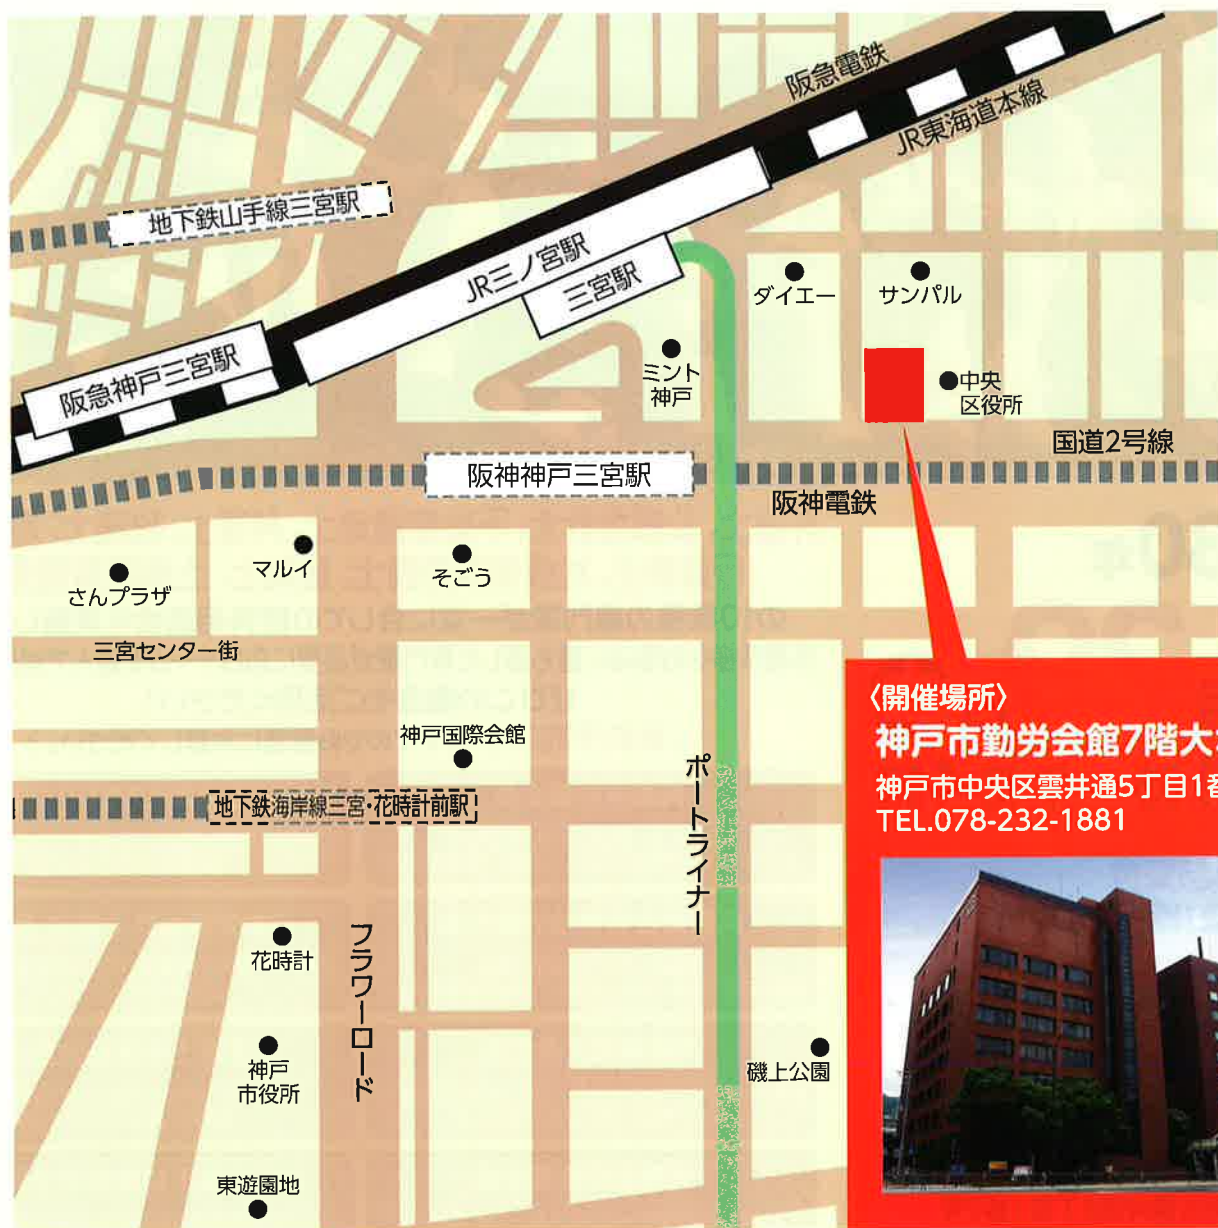 阪急電鉄
JR東海道本線
地下鉄山手線三宮駅
JR三ノ宮駅
三宮駅
ダイエー
サンパル
阪急神戸三宮駅
ミント
神戸
中央
区役所
国道2号線
阪神神戸三宮駅
阪神電鉄
マルイ
そごう
さんプラザ
三宮センター街
〈開催場所〉
神戸市勤労会館7階大
神戸市中央区雲井通5丁目1番
TEL.078-232-1881
神戸国際会館
ポートライナー
地下鉄海岸線三宮・花時計前駅
花時計
フラワーロード
神戸
市役所
磯上公園
東遊園地